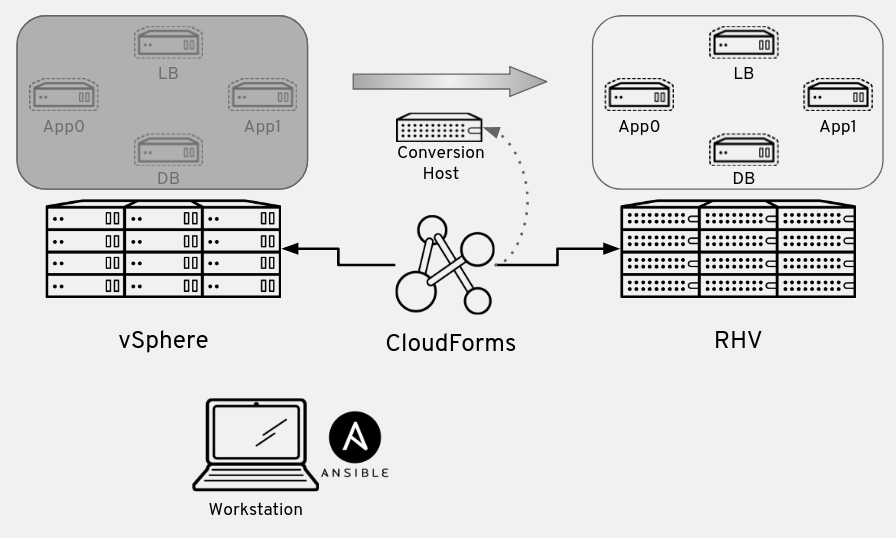 LB
App0
App1
DB
LB
App0
App1
DB
Conversion
Host
vSphere
CloudForms
RHV
ANSIBLE
Workstation